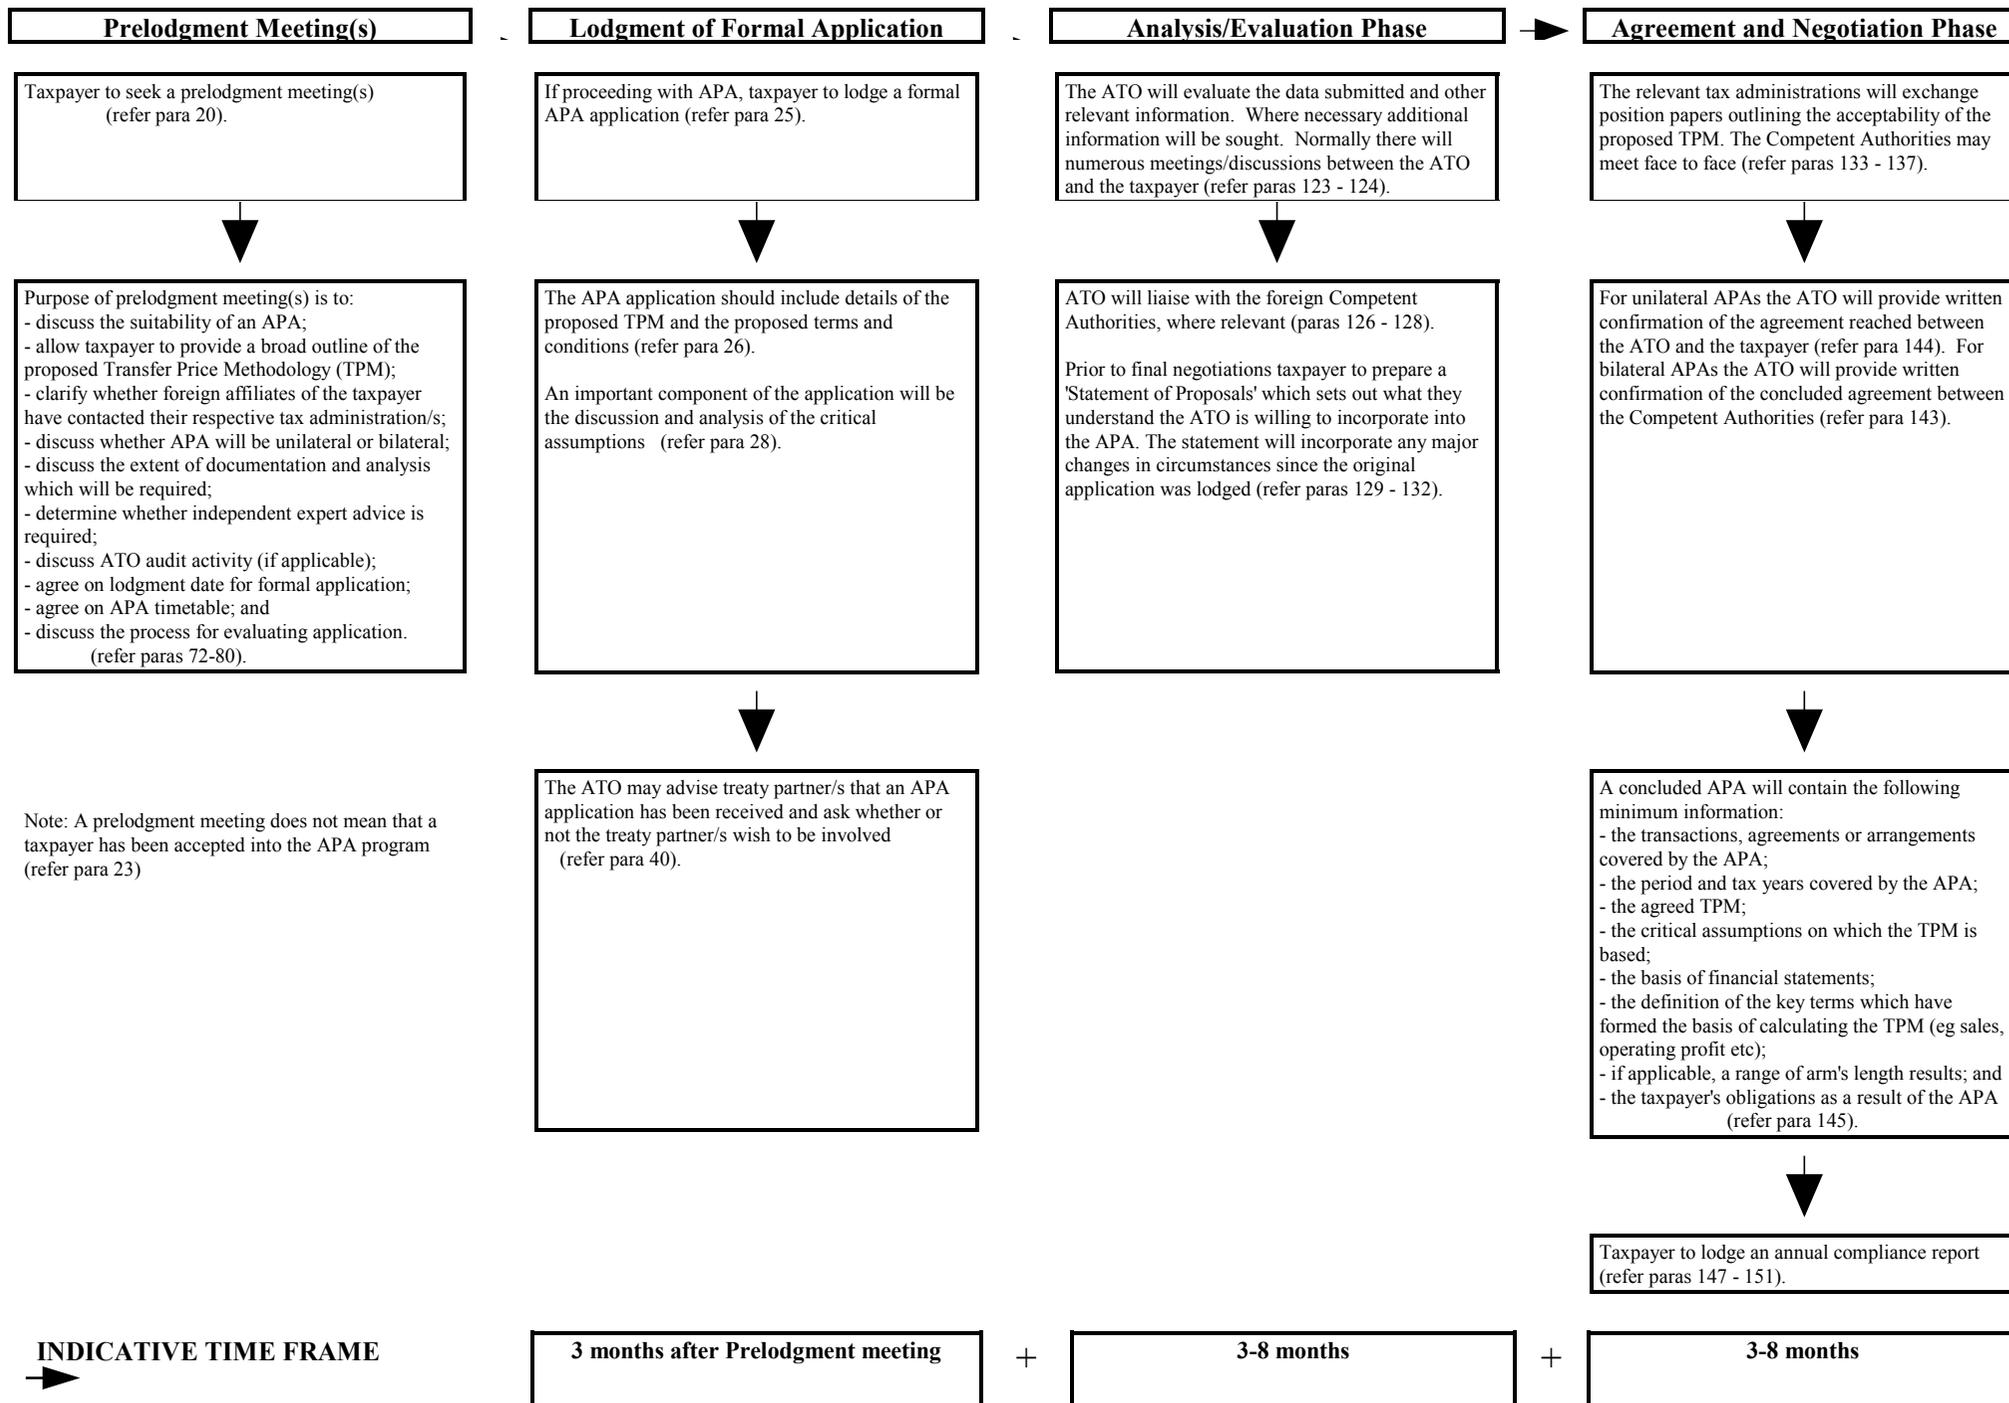 Prelodgment Meeting(s)
Taxpayer to seek a prelodgment meeting(s)
(refer para 20).
Purpose of prelodgment meeting(s) is to:
- discuss the suitability of an APA;
- allow taxpayer to provide a broad outline of the
proposed Transfer Price Methodology (TPM);
- clarify whether foreign affiliates of the taxpayer
have contacted their respective tax administration/s;
- discuss whether APA will be unilateral or bilateral;
- discuss the extent of documentation and analysis
which will be required;
- determine whether independent expert advice is
required;
- discuss ATO audit activity (if applicable);
- agree on lodgment date for formal application;
- agree on APA timetable; and
- discuss the process for evaluating application.
(refer paras 72-80).
Note: A prelodgment meeting does not mean that a
taxpayer has been accepted into the APA program
(refer para 23)
Lodgment of Formal Application
If proceeding with APA, taxpayer to lodge a formal
APA application (refer para 25).
The APA application should include details of the
proposed TPM and the proposed terms and
conditions (refer para 26).
An important component of the application will be
the discussion and analysis of the critical
assumptions (refer para 28).
The ATO may advise treaty partner/s that an APA
application has been received and ask whether or
not the treaty partner/s wish to be involved
(refer para 40).
Analysis/Evaluation Phase
The ATO will evaluate the data submitted and other
relevant information. Where necessary additional
information will be sought. Normally there will
numerous meetings/discussions between the ATO
and the taxpayer (refer paras 123 - 124).
ATO will liaise with the foreign Competent
Authorities, where relevant (paras 126 - 128).
Prior to final negotiations taxpayer to prepare a
'Statement of Proposals' which sets out what they
understand the ATO is willing to incorporate into
the APA. The statement will incorporate any major
changes in circumstances since the original
application was lodged (refer paras 129 - 132).
Agreement and Negotiation Phase
The relevant tax administrations will exchange
position papers outlining the acceptability of the
proposed TPM. The Competent Authorities may
meet face to face (refer paras 133 - 137).
For unilateral APAs the ATO will provide written
confirmation of the agreement reached between
the ATO and the taxpayer (refer para 144). For
bilateral APAs the ATO will provide written
confirmation of the concluded agreement between
the Competent Authorities (refer para 143).
A concluded APA will contain the following
minimum information:
- the transactions, agreements or arrangements
covered by the APA;
- the period and tax years covered by the APA;
- the agreed TPM;
- the critical assumptions on which the TPM is
based;
- the basis of financial statements;
- the definition of the key terms which have
formed the basis of calculating the TPM (eg sales,
operating profit etc);
- if applicable, a range of arm's length results; and
- the taxpayer's obligations as a result of the APA
(refer para 145).
Taxpayer to lodge an annual compliance report
(refer paras 147 - 151).
INDICATIVE TIME FRAME
3 months after Prelodgment meeting
+
3-8 months
+
3-8 months